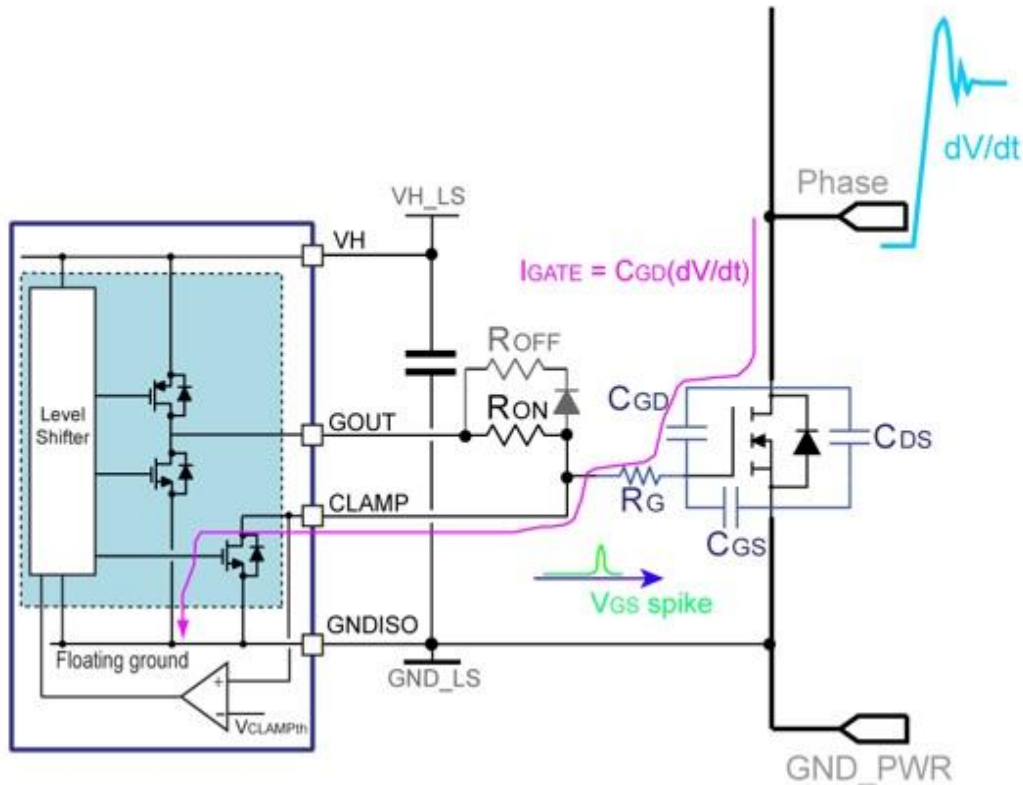 dV/dt
Phase
VH_LS
VH
IGATE = CGD(dV/dt)
ROFF
RON
Level
Shifter
GOUT
CGD
CDS
RG
CGS
CLAMP
VGS spike
GNDISO
Floating ground
GND_LS
+
−
VCLAMPth
GND_PWR